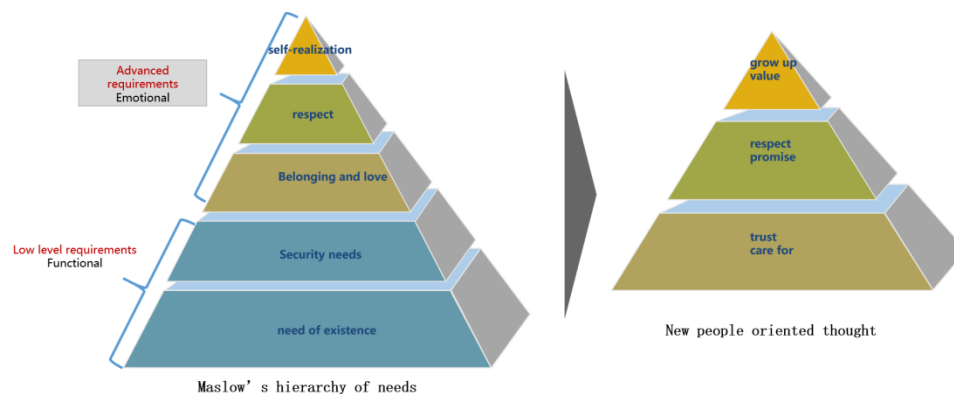 self-realization
Advanced
requirements
Emotional
respect
Belonging and love
Low level requirements
Functional
Security needs
need of existence
Maslow’s hierarchy of needs
grow up
value
respect
promise
trust
care for
New people oriented thought